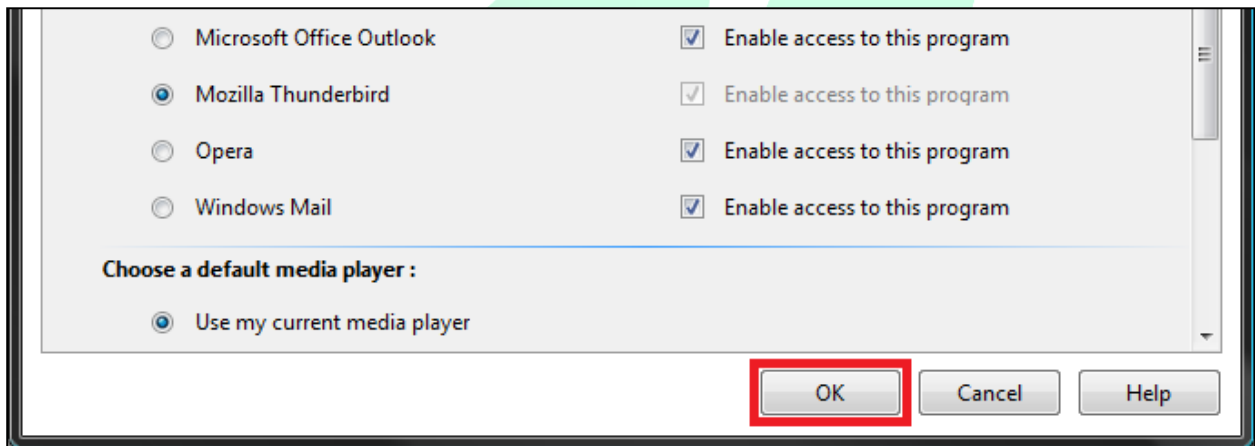 Microsoft Office Outlook Enable access to this program
Mozilla Thunderbird Enable access to this program
Opera Enable access to this program
Windows Mail Enable access to this program
Choose a default media player :
Use my current media player
OK Cancel Help